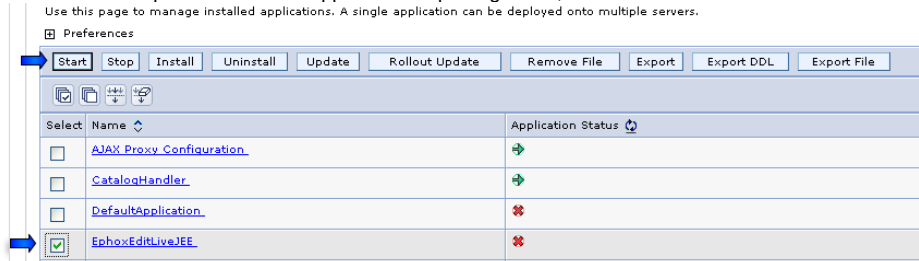 Use this page to manage installed applications. A single application can be deployed onto multiple servers.
Preferences
Start Stop Install Uninstall Update Rollout Update Remove File Export Export DDL Export File
Select Name Application Status
AJAX Proxy Configuration
CatalogHandler
DefaultApplication
EphoxEditLiveJEE